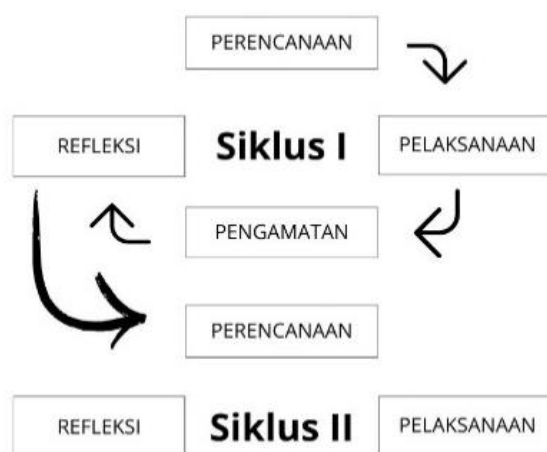 PERENCANAAN
REFLEKSI
Siklus I
PELAKSANAAN
PENGAMATAN
PERENCANAAN
REFLEKSI
Siklus II
PELAKSANAAN